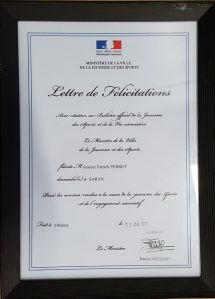 MINISTÈRE DE LA VILLE
DE LA JEUNESSE ET DES SPORTS
Lettre de Félicitations
Avec citation au Bulletin officiel de la Jeunesse
des Sports et de la Vie associative
Le Ministre de la Ville
de la Jeunesse et des Sports
félicite Monsieur Patrick PERRET
domicilié(e) à SARAN
Pour les services rendus à la cause de la jeunesse, des Sports
et de l'engagement associatif
Fait à Orléans
Le Ministre